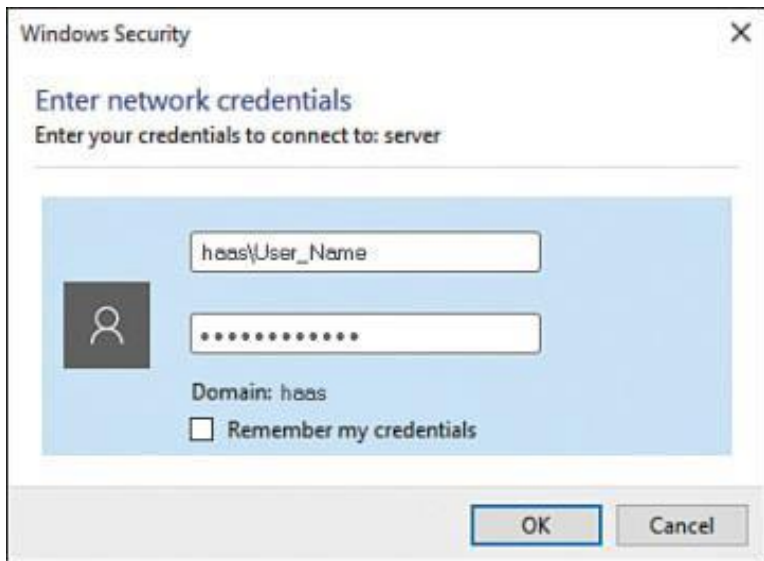 Windows Security
Enter network credentials
Enter your credentials to connect to: server
haas\User_Name
••••••••••••
Domain: haas
Remember my credentials
OK
Cancel